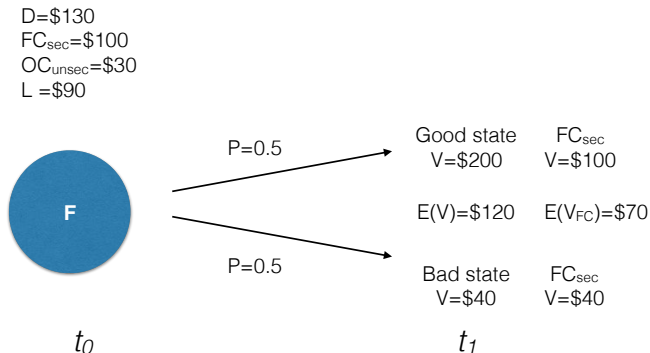 D=$130
FCsec=$100
OCunsec=$30
L =$90
F
P=0.5
P=0.5
Good state FCsec
V=$200 V=$100
E(V)=$120 E(VFC)=$70
Bad state FCsec
V=$40 V=$40
t0
t1